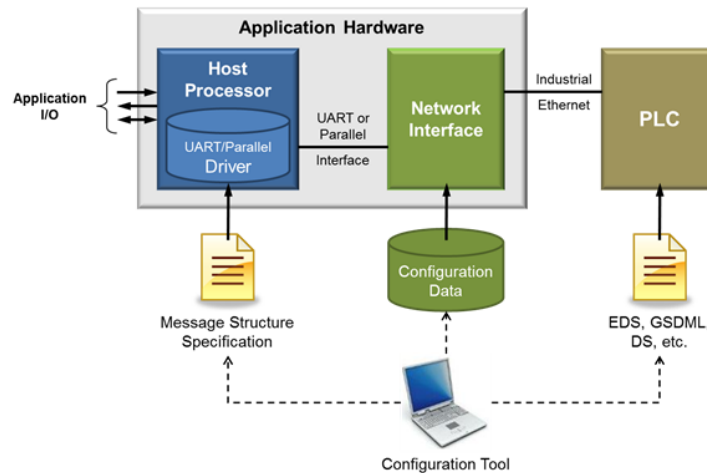 Application Hardware
Host
Processor
UART/Parallel
Driver
Application
I/O
UART or
Parallel
Interface
Network
Interface
Industrial
Ethernet
PLC
Configuration
Data
Message Structure
Specification
EDS, GSDML,
DS, etc.
Configuration Tool